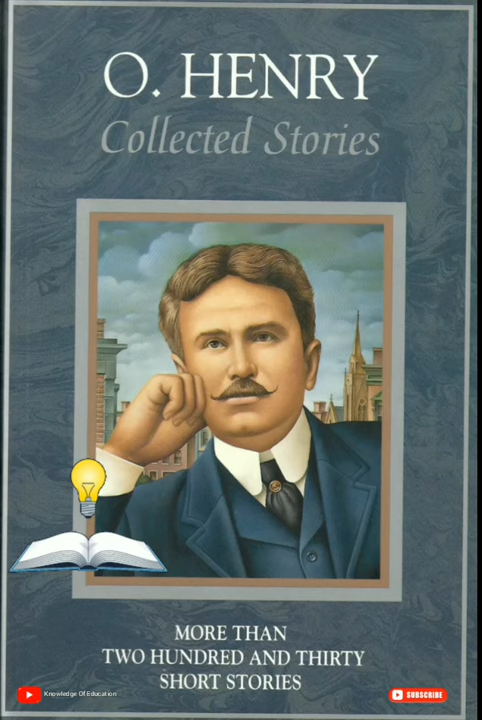 O. HENRY
Collected Stories
MORE THAN
TWO HUNDRED AND THIRTY
SHORT STORIES
Knowledge Of Education
SUBSCRIBE